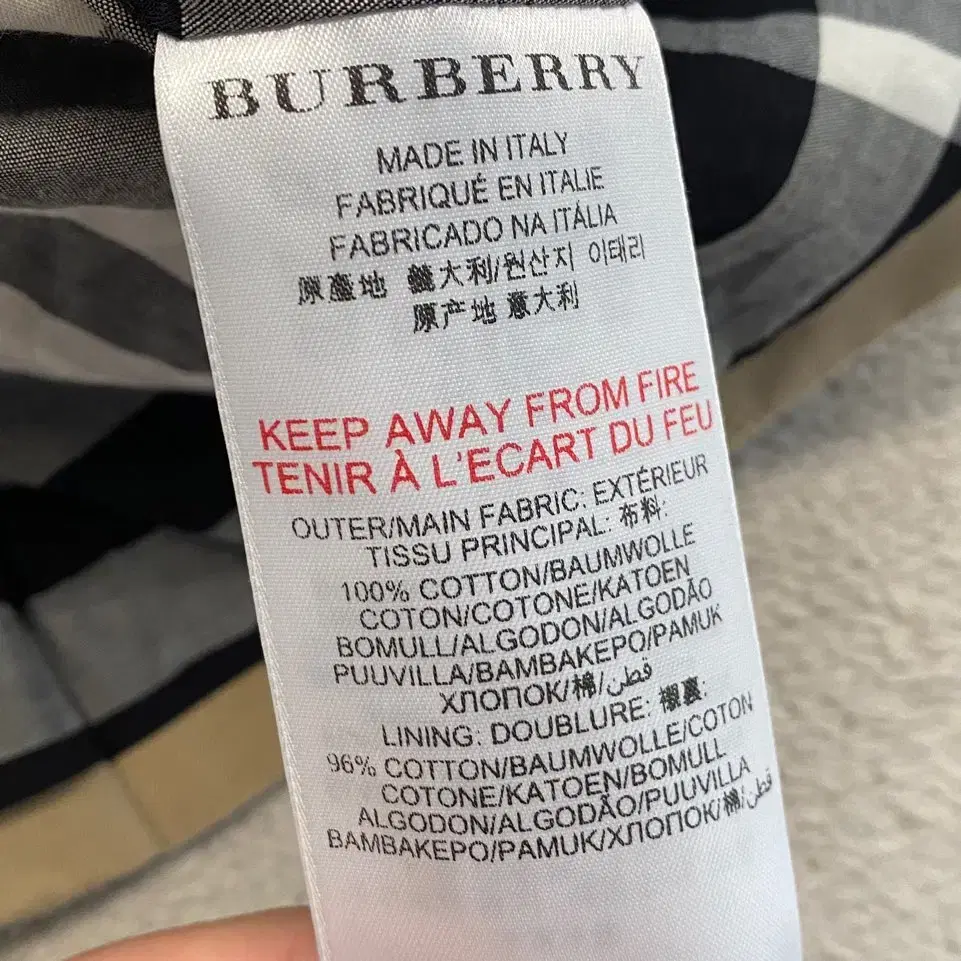 BURBERRY
MADE IN ITALY
FABRIQUÉ EN ITALIE
FABRICADO NA ITÁLIA
原產地 義大利/원산지 이태리
原产地 意大利
KEEP AWAY FROM FIRE
TENIR À L'ECART DU FEU
OUTER/MAIN FABRIC: EXTÉRIEUR
TISSU PRINCIPAL: 布料:
100% COTTON/BAUMWOLLE
COTON/COTONE/KATOEN
BOMULL/ALGODON/ALGODÃO
PUUVILLA/BAMBAKEPO/PAMUK
ХЛОПОК/棉/قطن
LINING: DOUBLURE: 襯裏:
96% COTTON/BAUMWOLLE/COTON
COTONE/KATOEN/BOMULL
ALGODON/ALGODÃO/PUUVILLA
BAMBAKEPO/PAMUK/ХЛОПОК/棉/قطن